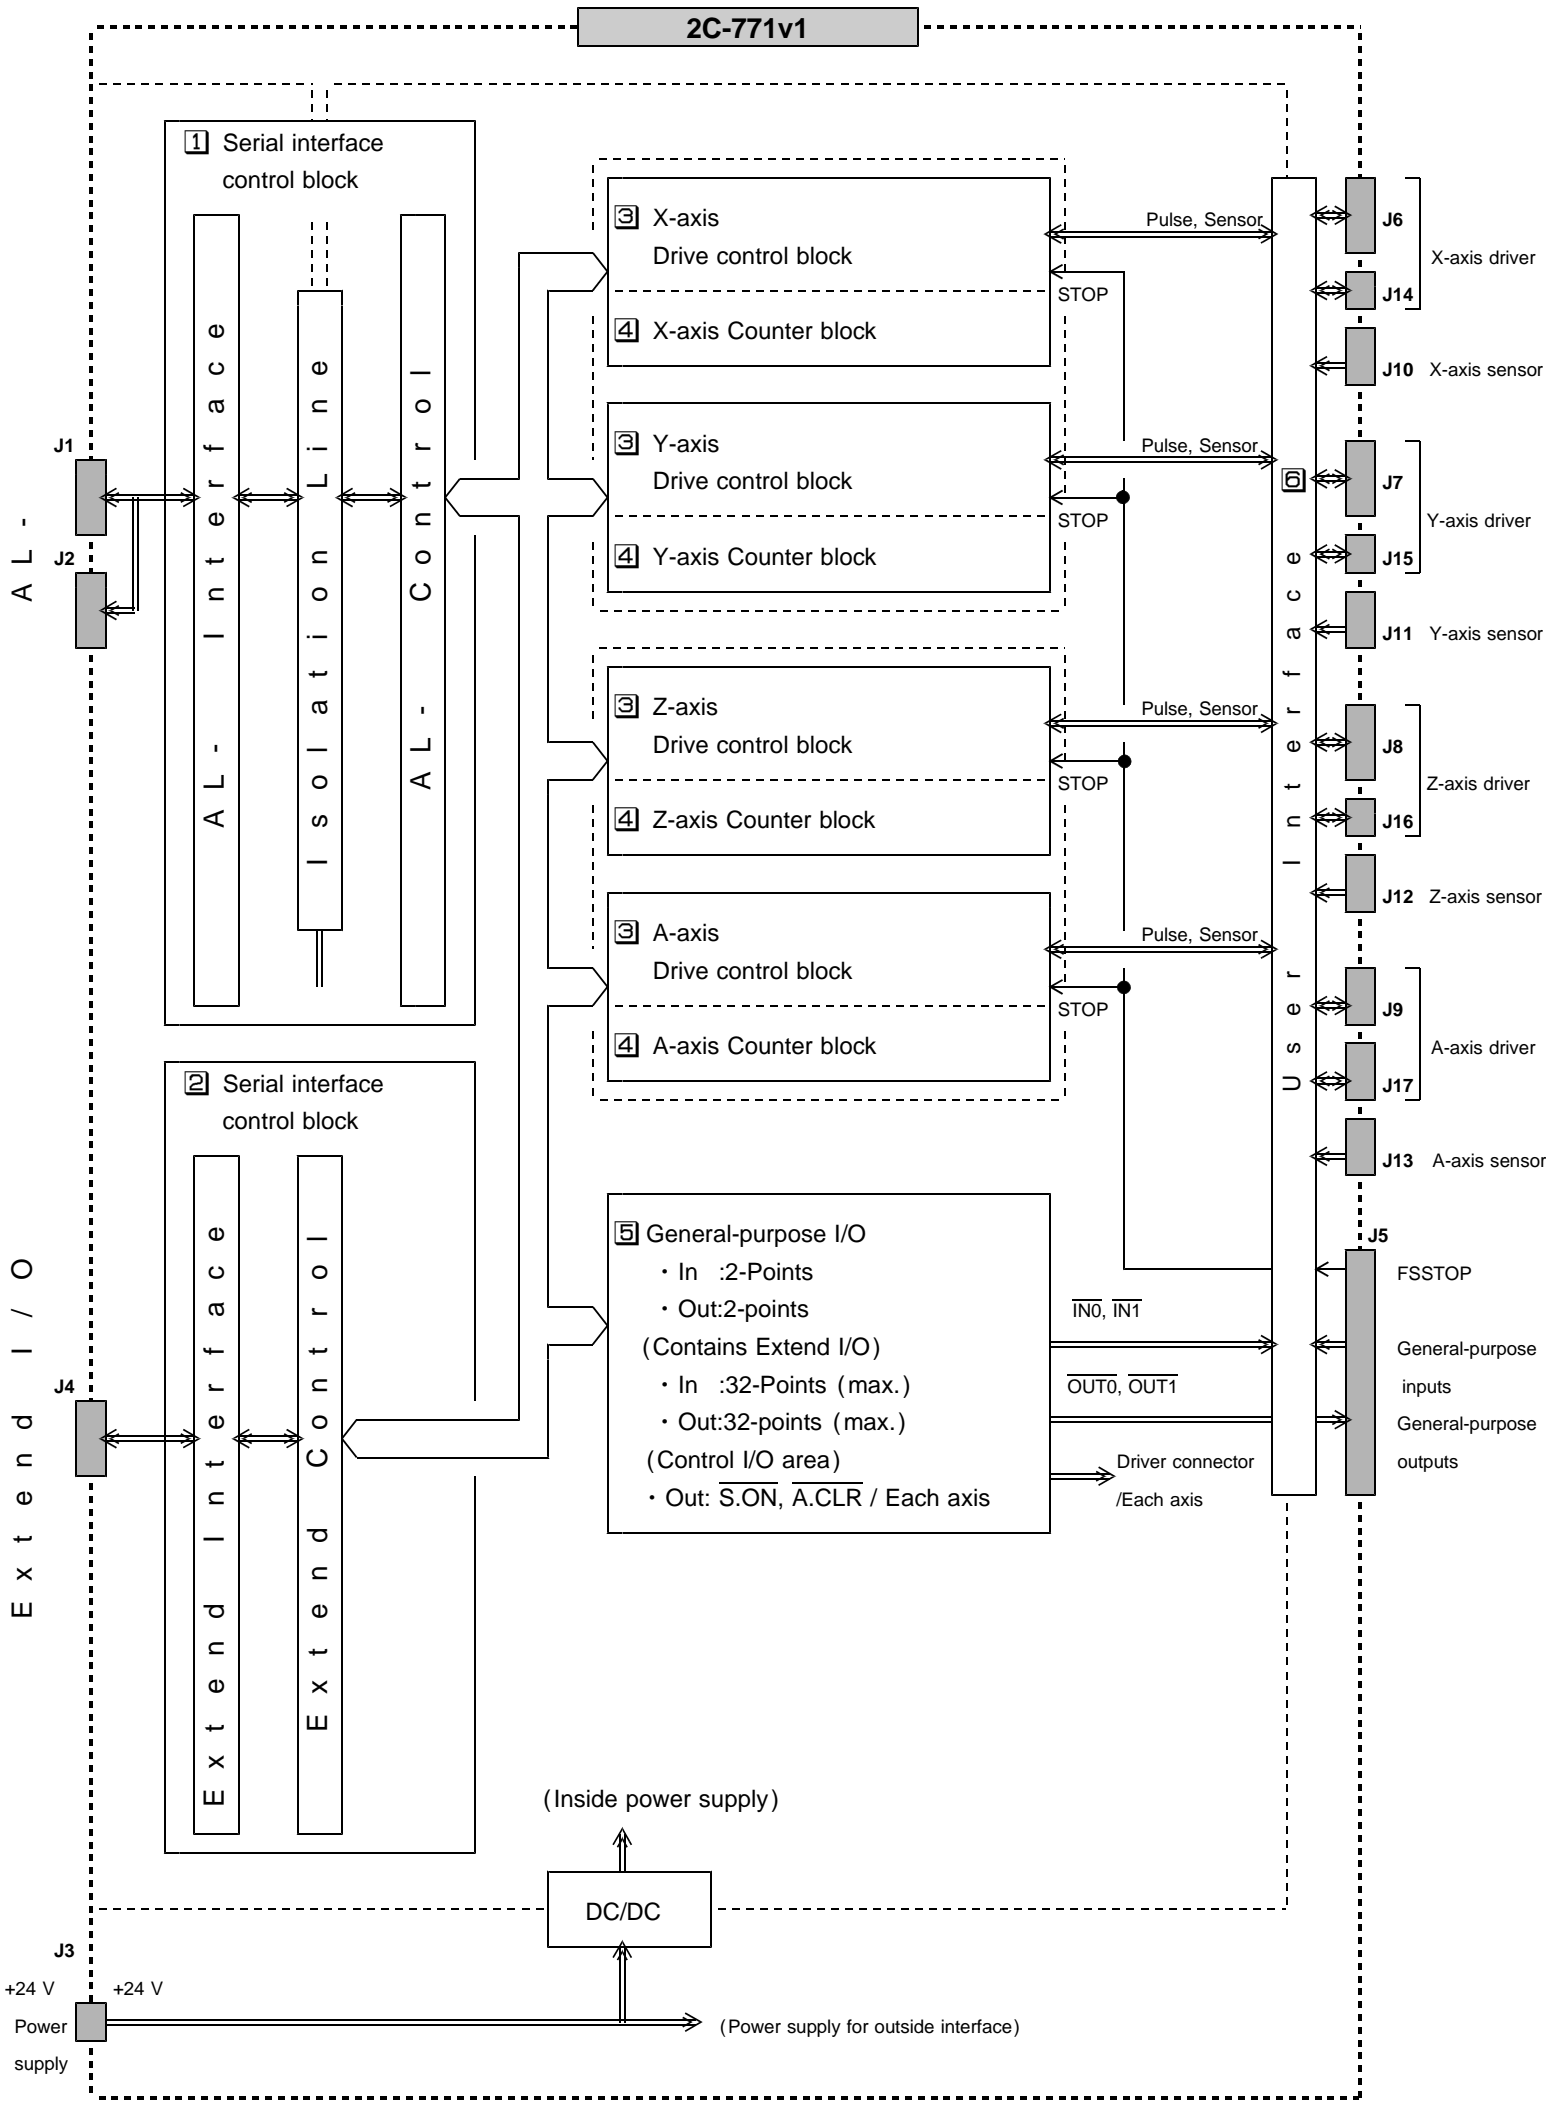 2C-771v1
1 Serial interface
control block
AL- Interface
Isolation Line
AL- Control
J1
J2
AL-
3 X-axis
Drive control block
4 X-axis Counter block
Pulse, Sensor
STOP
3 Y-axis
Drive control block
4 Y-axis Counter block
Pulse, Sensor
STOP
3 Z-axis
Drive control block
4 Z-axis Counter block
Pulse, Sensor
STOP
3 A-axis
Drive control block
4 A-axis Counter block
Pulse, Sensor
STOP
6 User Interface
J6
X-axis driver
J14
J10 X-axis sensor
J7
Y-axis driver
J15
J11 Y-axis sensor
J8
Z-axis driver
J16
J12 Z-axis sensor
J9
A-axis driver
J17
J13 A-axis sensor
J5
FSSTOP
General-purpose
inputs
General-purpose
outputs
2 Serial interface
control block
Extend Interface
Extend Control
J4
Extend I/O
5 General-purpose I/O
・In :2-Points
・Out:2-points
(Contains Extend I/O)
・In :32-Points (max.)
・Out:32-points (max.)
(Control I/O area)
・Out: S.ON, A.CLR / Each axis
IN0, IN1
OUT0, OUT1
Driver connector
/Each axis
(Inside power supply)
DC/DC
J3
+24 V +24 V
Power
supply
(Power supply for outside interface)